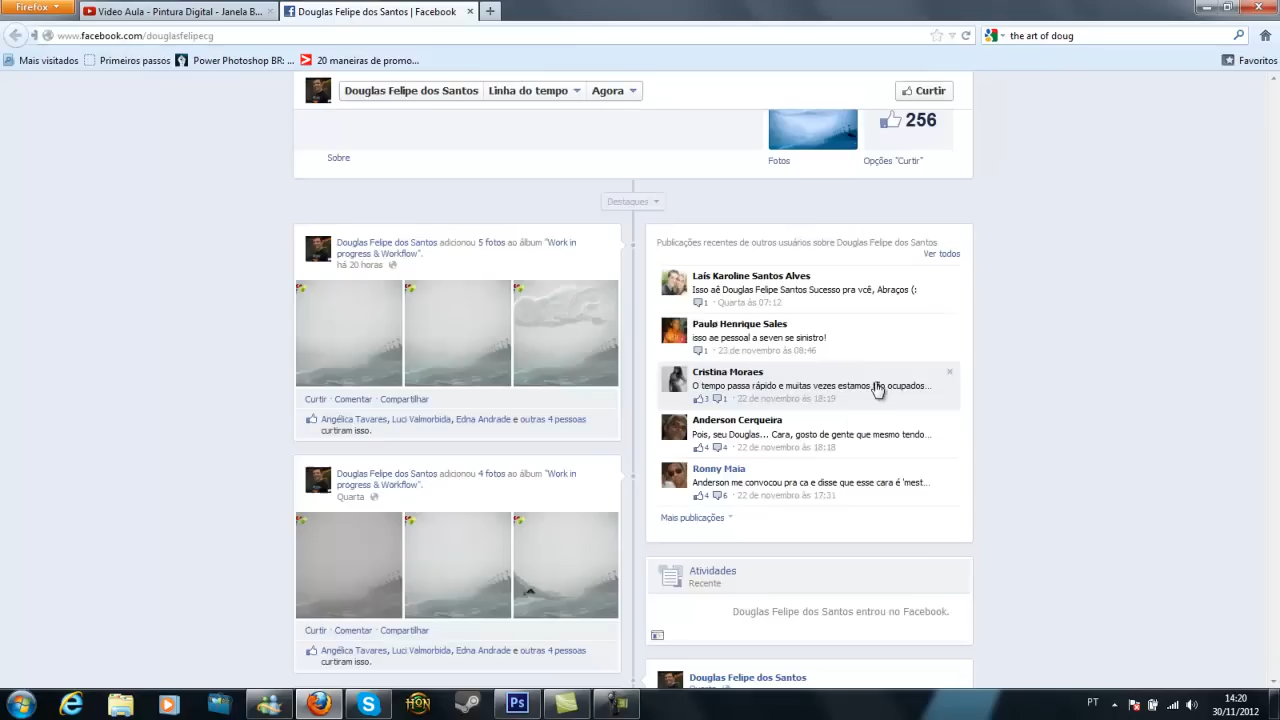 Firefox
Video Aula - Pintura Digital - Janela B...
Douglas Felipe dos Santos | Facebook
www.facebook.com/douglasfelipecg
the art of doug
Mais visitados
Primeiros passos
Power Photoshop BR: ...
20 maneiras de promo...
Favoritos
Douglas Felipe dos Santos
Linha do tempo
Agora
Curtir
256
Sobre
Fotos
Opções "Curtir"
Destaques
Douglas Felipe dos Santos adicionou 5 fotos ao álbum "Work in
progress & Workflow".
há 20 horas
Curtir · Comentar · Compartilhar
Angélica Tavares, Luci Valmorbida, Edna Andrade e outras 4 pessoas
curtiram isso.
Douglas Felipe dos Santos adicionou 4 fotos ao álbum "Work in
progress & Workflow".
Quarta
Curtir · Comentar · Compartilhar
Angélica Tavares, Luci Valmorbida, Edna Andrade e outras 4 pessoas
curtiram isso.
Publicações recentes de outros usuários sobre Douglas Felipe dos Santos
Ver todos
Laís Karoline Santos Alves
Isso aê Douglas Felipe Santos Sucesso pra vcê, Abraços (:
1 · Quarta às 07:12
Paulø Henrique Sales
isso ae pessoal a seven se sinistro!
1 · 23 de novembro às 08:46
Cristina Moraes
O tempo passa rápido e muitas vezes estamos ocupados...
3 1 · 22 de novembro às 18:19
Anderson Cerqueira
Pois, seu Douglas... Cara, gosto de gente que mesmo tendo...
4 4 · 22 de novembro às 18:18
Ronny Maia
Anderson me convocou pra ca e disse que esse cara é 'mest...
4 6 · 22 de novembro às 17:31
Mais publicações
Atividades
Recente
Douglas Felipe dos Santos entrou no Facebook.
Douglas Felipe dos Santos
HON
Ps
PT
14:20
30/11/2012